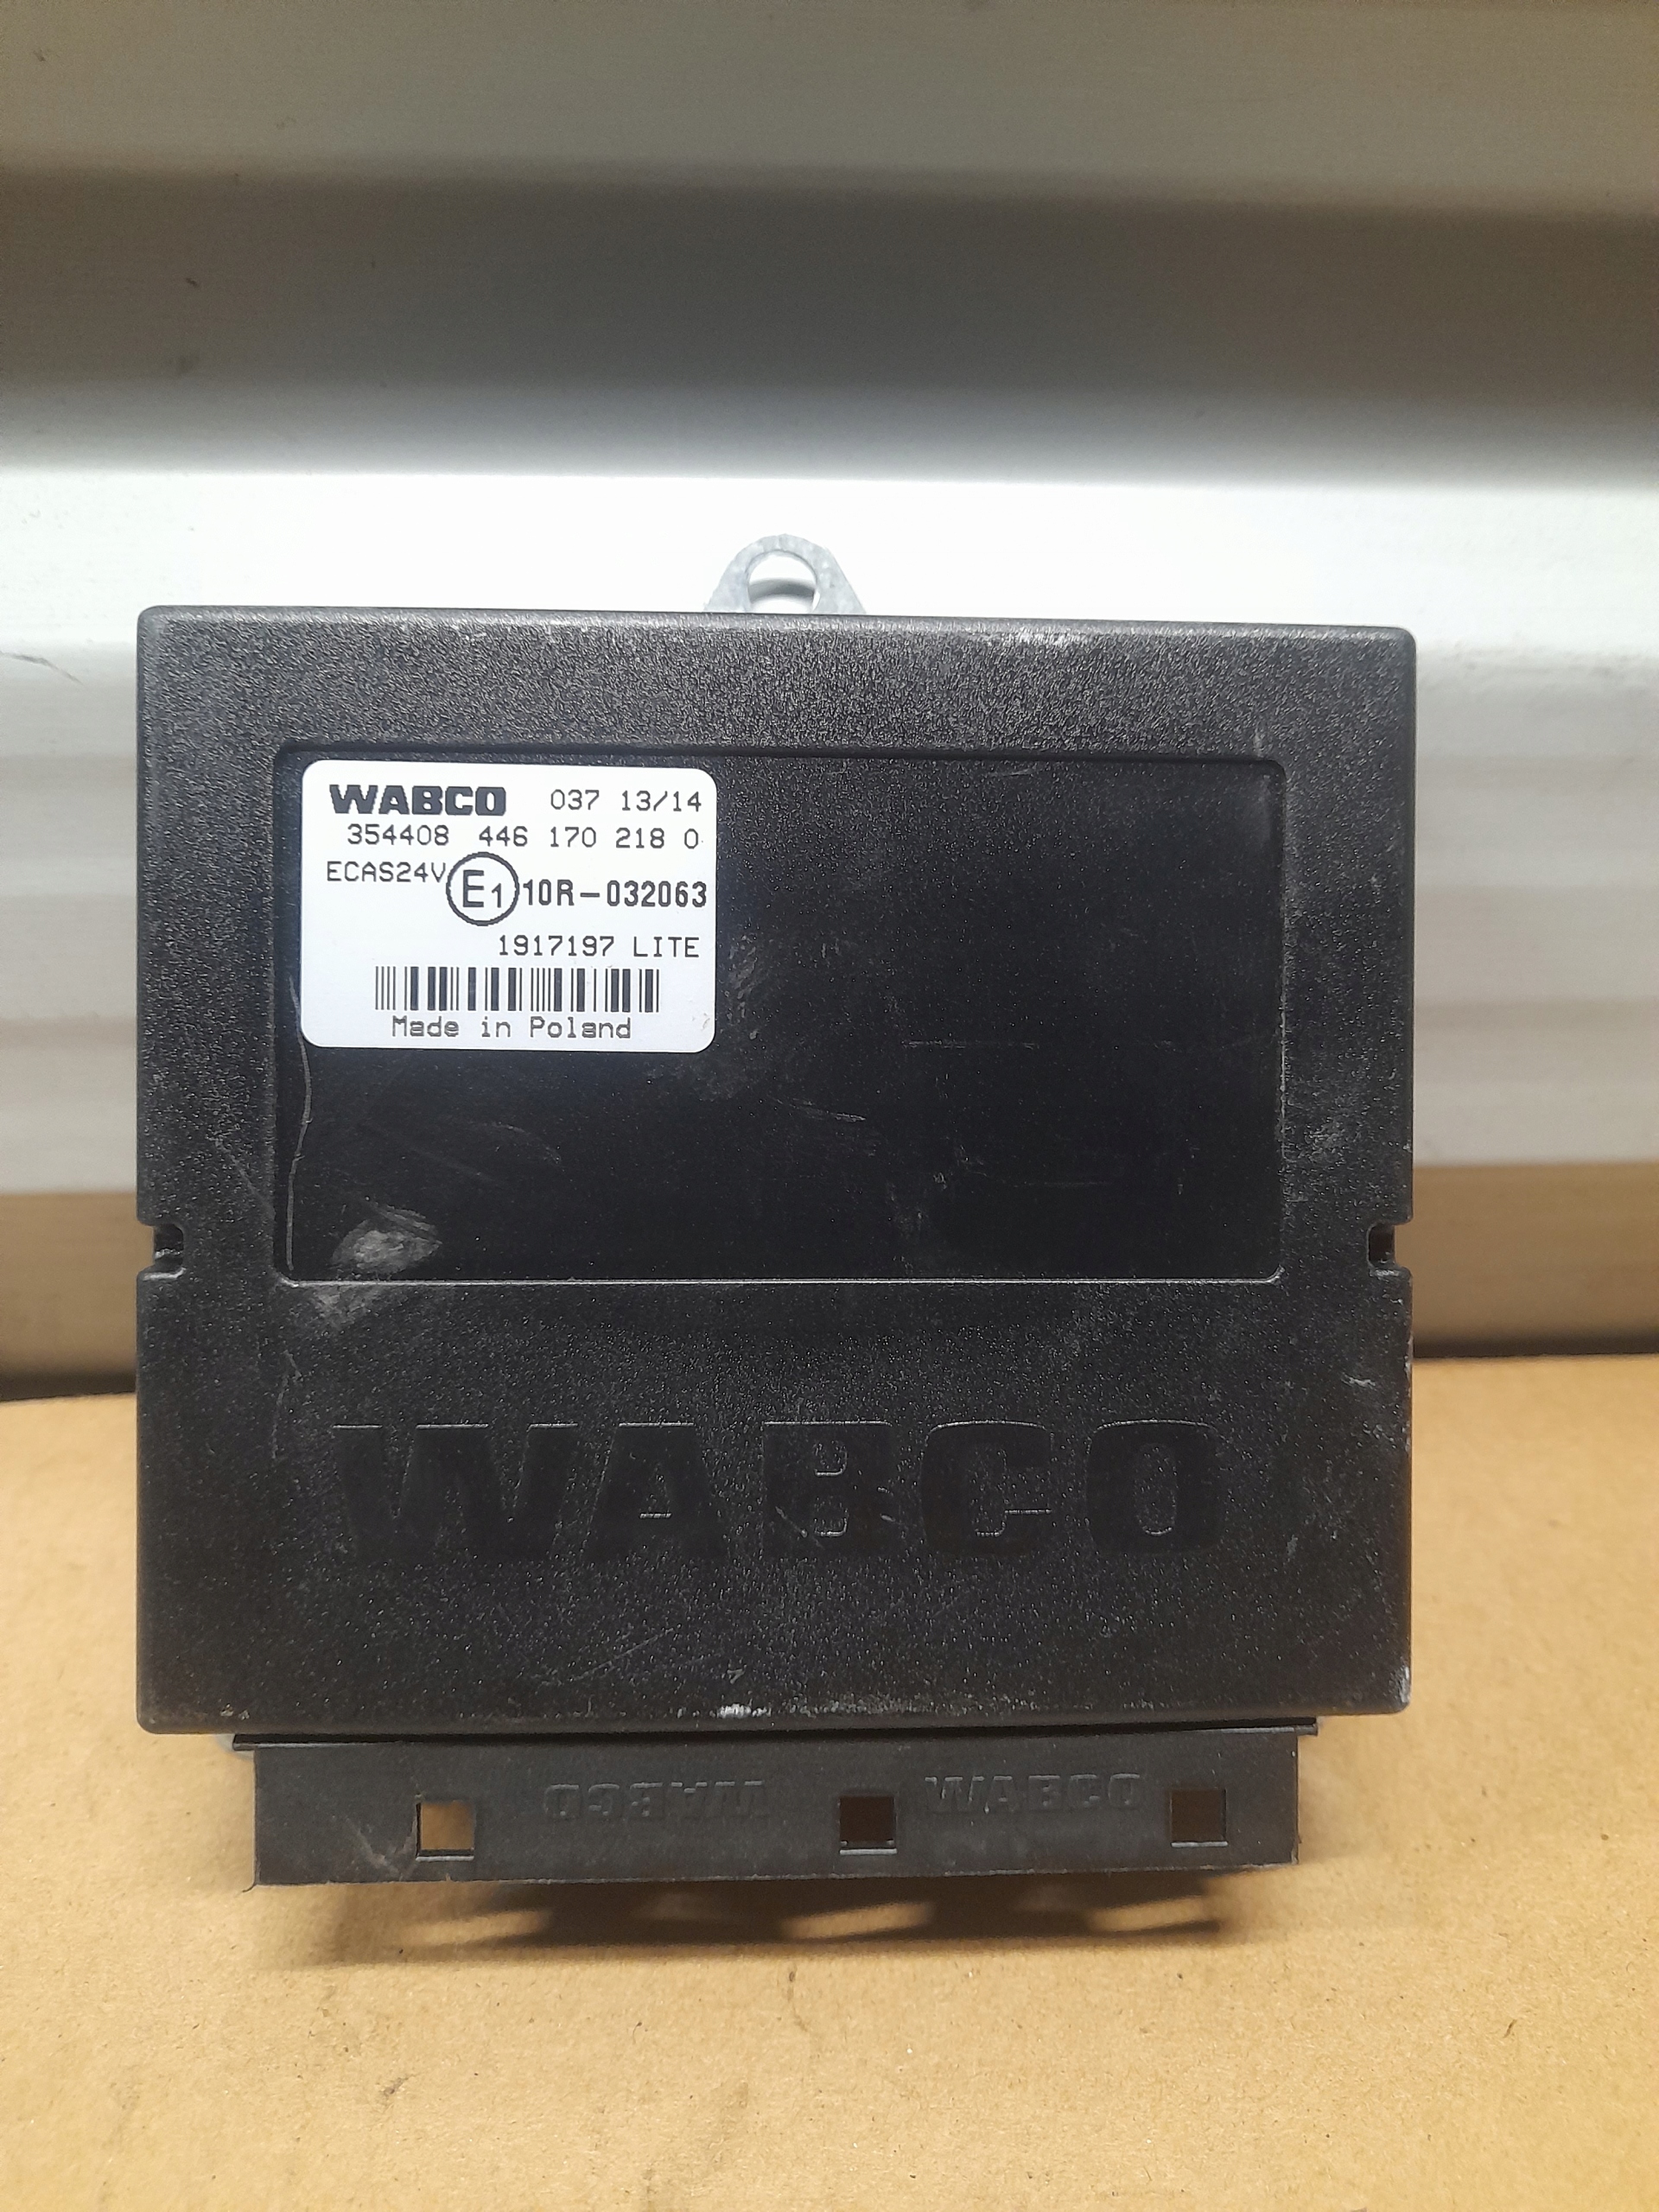 WABCO 037 13/14
354408 446 170 218 0
ECAS24V E1 10R-032063
1917197 LITE
Made in Poland
WABCO
WABCO WABCO